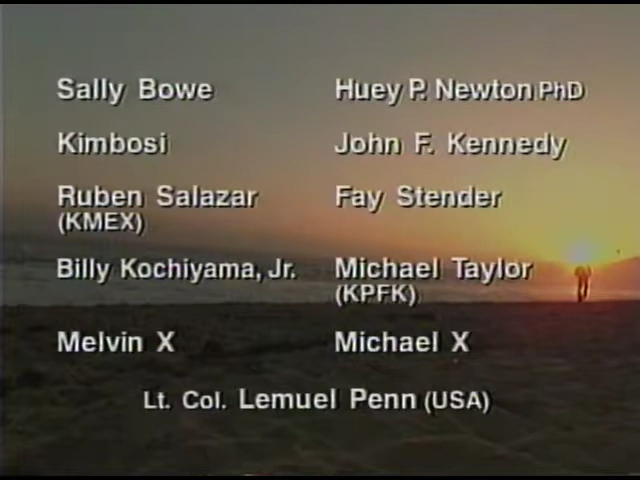 Sally Bowe
Huey P. Newton PhD
Kimbosi
John F. Kennedy
Ruben Salazar
(KMEX)
Fay Stender
Billy Kochiyama, Jr.
Michael Taylor
(KPFK)
Melvin X
Michael X
Lt. Col. Lemuel Penn (USA)